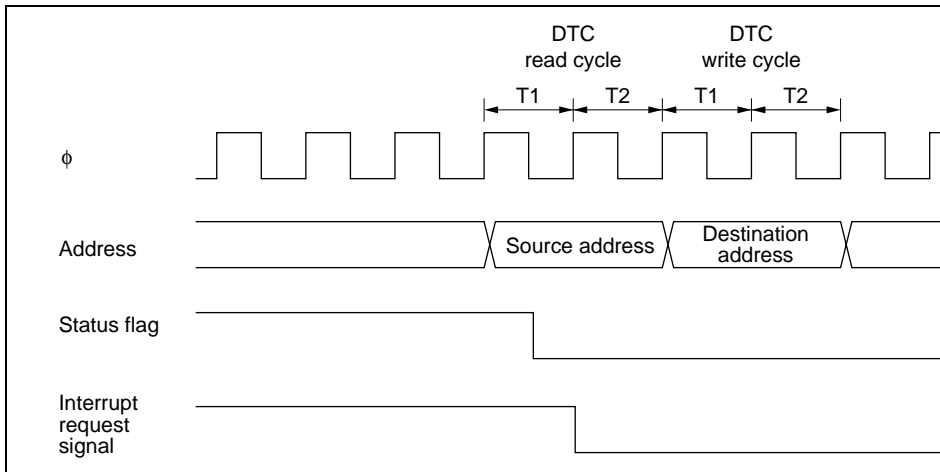 DTC
read cycle
DTC
write cycle
T1
T2
T1
T2
ϕ
Address
Source address
Destination
address
Status flag
Interrupt
request
signal